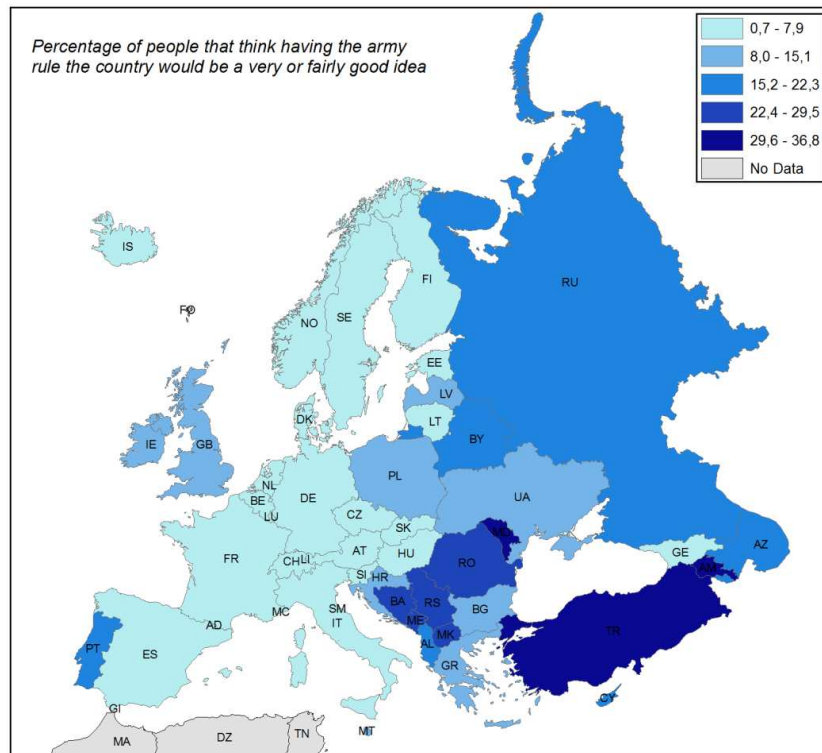 Percentage of people that think having the army
rule the country would be a very or fairly good idea
0,7 - 7,9
8,0 - 15,1
15,2 - 22,3
22,4 - 29,5
29,6 - 36,8
No Data
IS
FO
NO
SE
FI
RU
EE
LV
LT
DK
BY
IE
GB
NL
BE
LU
DE
PL
CZ
SK
UA
MD
FR
CH
LI
AT
HU
SI
HR
RO
GE
AZ
AM
BA
RS
ME
MK
BG
MC
SM
IT
AD
PT
ES
AL
GR
TR
CY
GI
MT
MA
DZ
TN